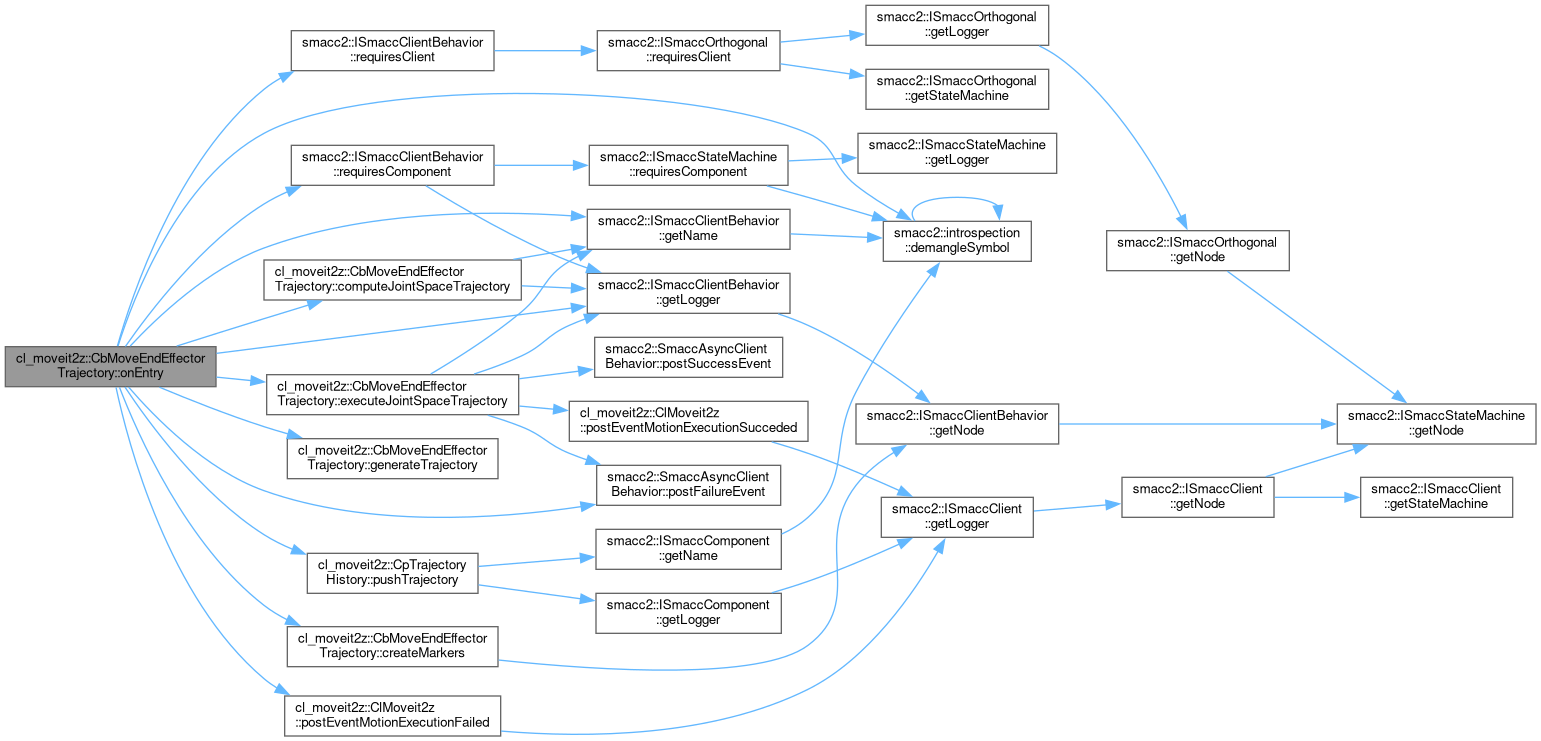 cl_moveit2z::CbMoveEndEffector
Trajectory::onEntry
smacc2::ISmaccClientBehavior
::requiresClient
smacc2::ISmaccClientBehavior
::requiresComponent
cl_moveit2z::CbMoveEndEffector
Trajectory::computeJointSpaceTrajectory
cl_moveit2z::CbMoveEndEffector
Trajectory::executeJointSpaceTrajectory
cl_moveit2z::CbMoveEndEffector
Trajectory::generateTrajectory
cl_moveit2z::CpTrajectory
History::pushTrajectory
cl_moveit2z::CbMoveEndEffector
Trajectory::createMarkers
cl_moveit2z::ClMoveit2z
::postEventMotionExecutionFailed
smacc2::ISmaccOrthogonal
::requiresClient
smacc2::ISmaccStateMachine
::requiresComponent
smacc2::ISmaccClientBehavior
::getName
smacc2::ISmaccClientBehavior
::getLogger
smacc2::SmaccAsyncClient
Behavior::postSuccessEvent
cl_moveit2z::ClMoveit2z
::postEventMotionExecutionSucceded
smacc2::SmaccAsyncClient
Behavior::postFailureEvent
smacc2::ISmaccComponent
::getName
smacc2::ISmaccComponent
::getLogger
smacc2::ISmaccOrthogonal
::getLogger
smacc2::ISmaccOrthogonal
::getStateMachine
smacc2::ISmaccStateMachine
::getLogger
smacc2::introspection
::demangleSymbol
smacc2::ISmaccClientBehavior
::getNode
smacc2::ISmaccClient
::getLogger
smacc2::ISmaccOrthogonal
::getNode
smacc2::ISmaccClient
::getNode
smacc2::ISmaccStateMachine
::getNode
smacc2::ISmaccClient
::getStateMachine